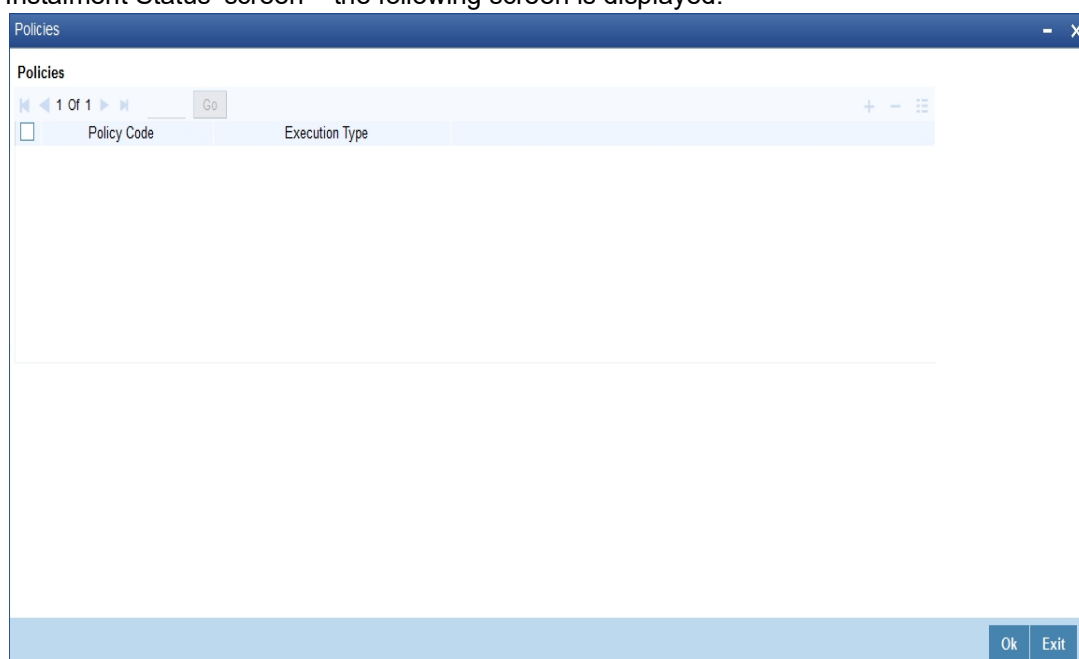 Instalment Status' screen – the following screen is displayed.
Policies
Policies
1 Of 1 Go
Policy Code Execution Type
Ok Exit